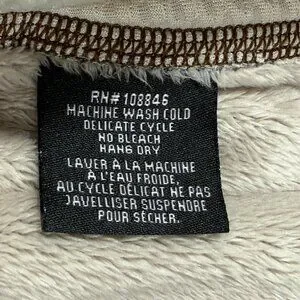 RN#108846
MACHINE WASH COLD
DELICATE CYCLE
NO BLEACH
HANG DRY
LAVER À LA MACHINE
À L'EAU FROIDE,
AU CYCLE DÉLICAT NE PAS
JAVELLISER SUSPENDRE
POUR SÉCHER.